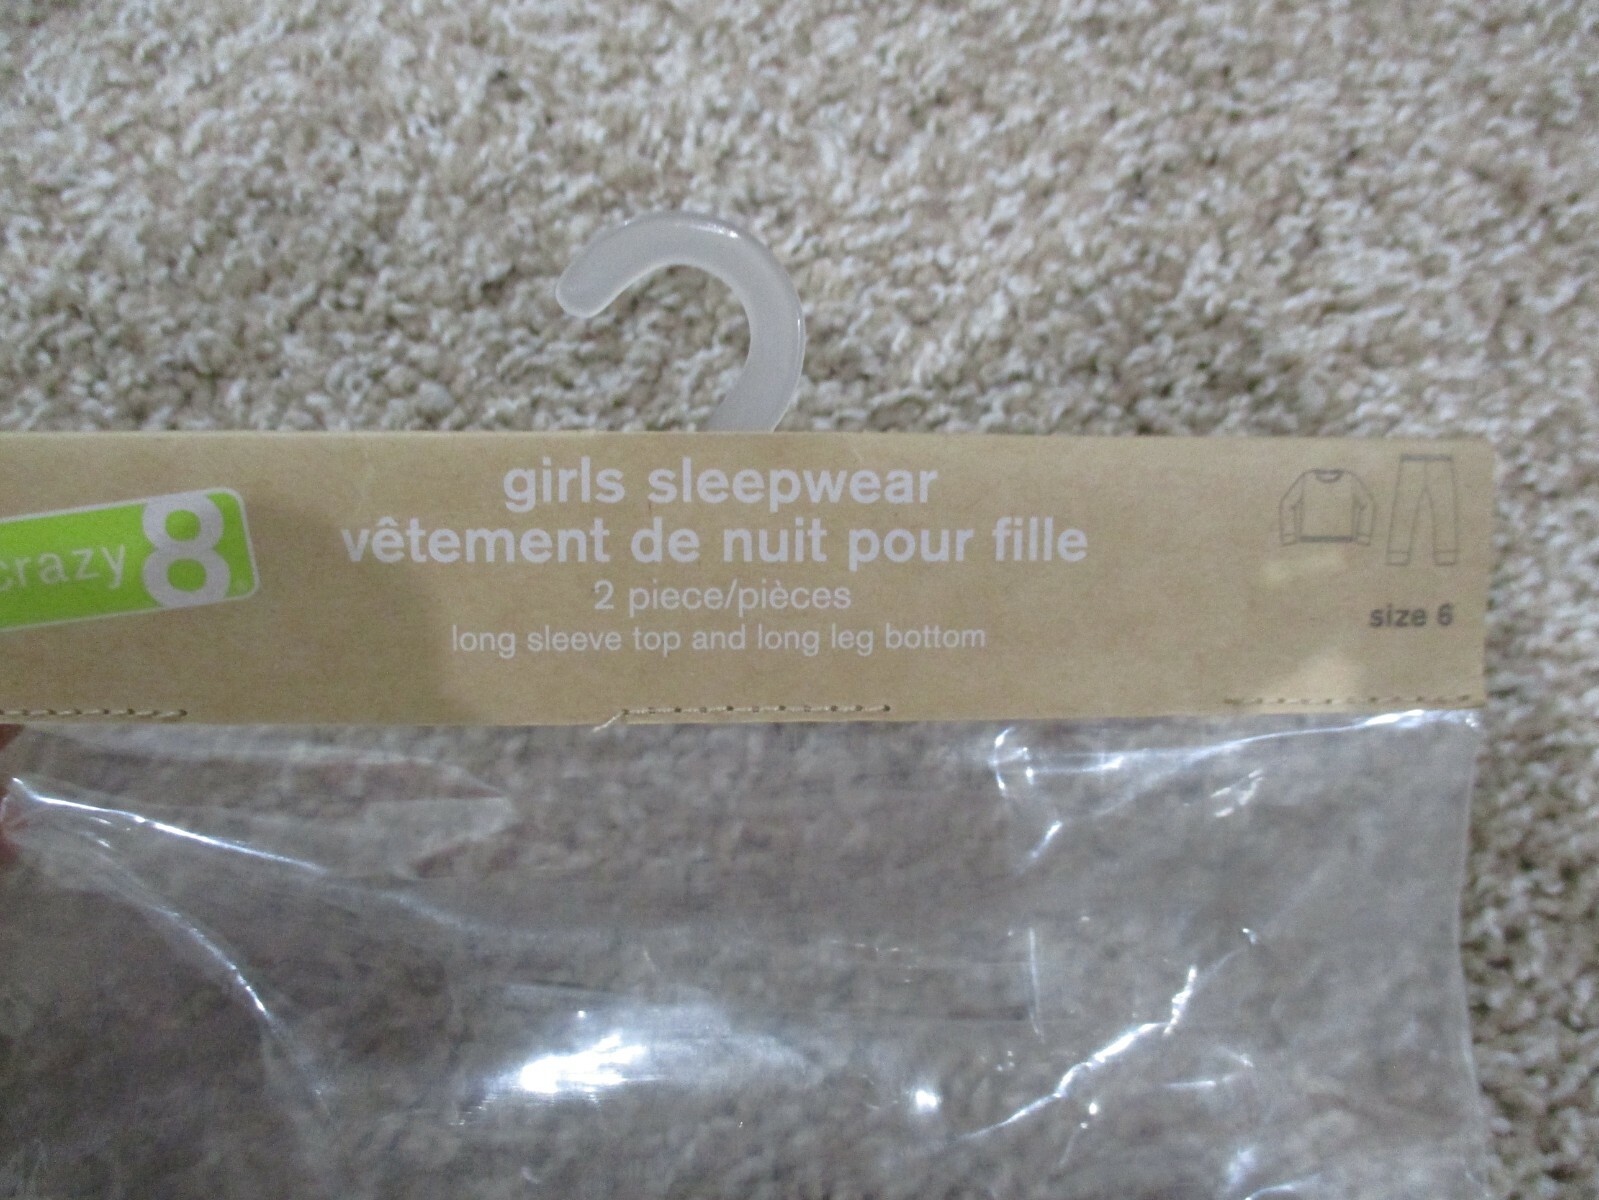 crazy 8
girls sleepwear
vêtement de nuit pour fille
2 piece/pièces
long sleeve top and long leg bottom
size 6